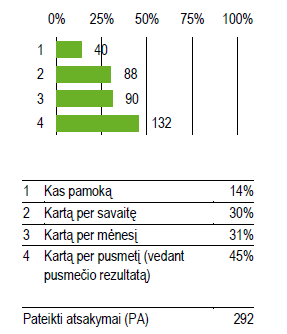 0% 25% 50% 75% 100%
1 40
2 88
3 90
4 132
1 Kas pamoką 14%
2 Kartą per savaitę 30%
3 Kartą per mėnesį 31%
4 Kartą per pusmetį (vedant 45%
pusmečio rezultatą)
Pateikti atsakymai (PA) 292